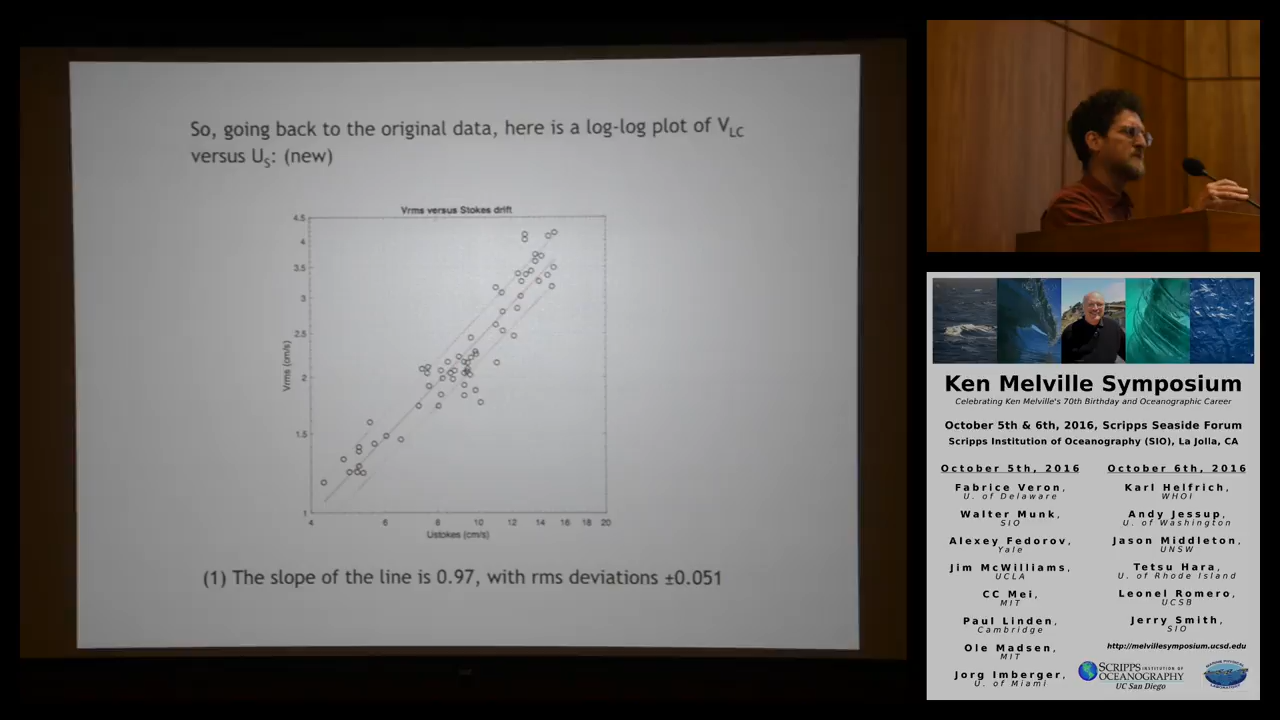 So, going back to the original data, here is a log-log plot of VLC
versus US: (new)
Vrms versus Stokes drift
4.5
4
3.5
3
2.5
2
1.5
1
Vrms (cm/s)
4 6 8 10 12 14 16 18 20
Ustokes (cm/s)
(1) The slope of the line is 0.97, with rms deviations ±0.051
Ken Melville Symposium
Celebrating Ken Melville's 70th Birthday and Oceanographic Career
October 5th & 6th, 2016, Scripps Seaside Forum
Scripps Institution of Oceanography (SIO), La Jolla, CA
October 5th, 2016
Fabrice Veron,
U. of Delaware
Walter Munk,
SIO
Alexey Fedorov,
Yale
Jim McWilliams,
UCLA
CC Mei,
MIT
Paul Linden,
Cambridge
Ole Madsen,
MIT
Jorg Imberger,
U. of Miami
October 6th, 2016
Karl Helfrich,
WHOI
Andy Jessup,
U. of Washington
Jason Middleton,
UNSW
Tetsu Hara,
U. of Rhode Island
Leonel Romero,
UCSB
Jerry Smith,
SIO
http://melvillesymposium.ucsd.edu
SCRIPPS INSTITUTION OF
OCEANOGRAPHY
UC San Diego